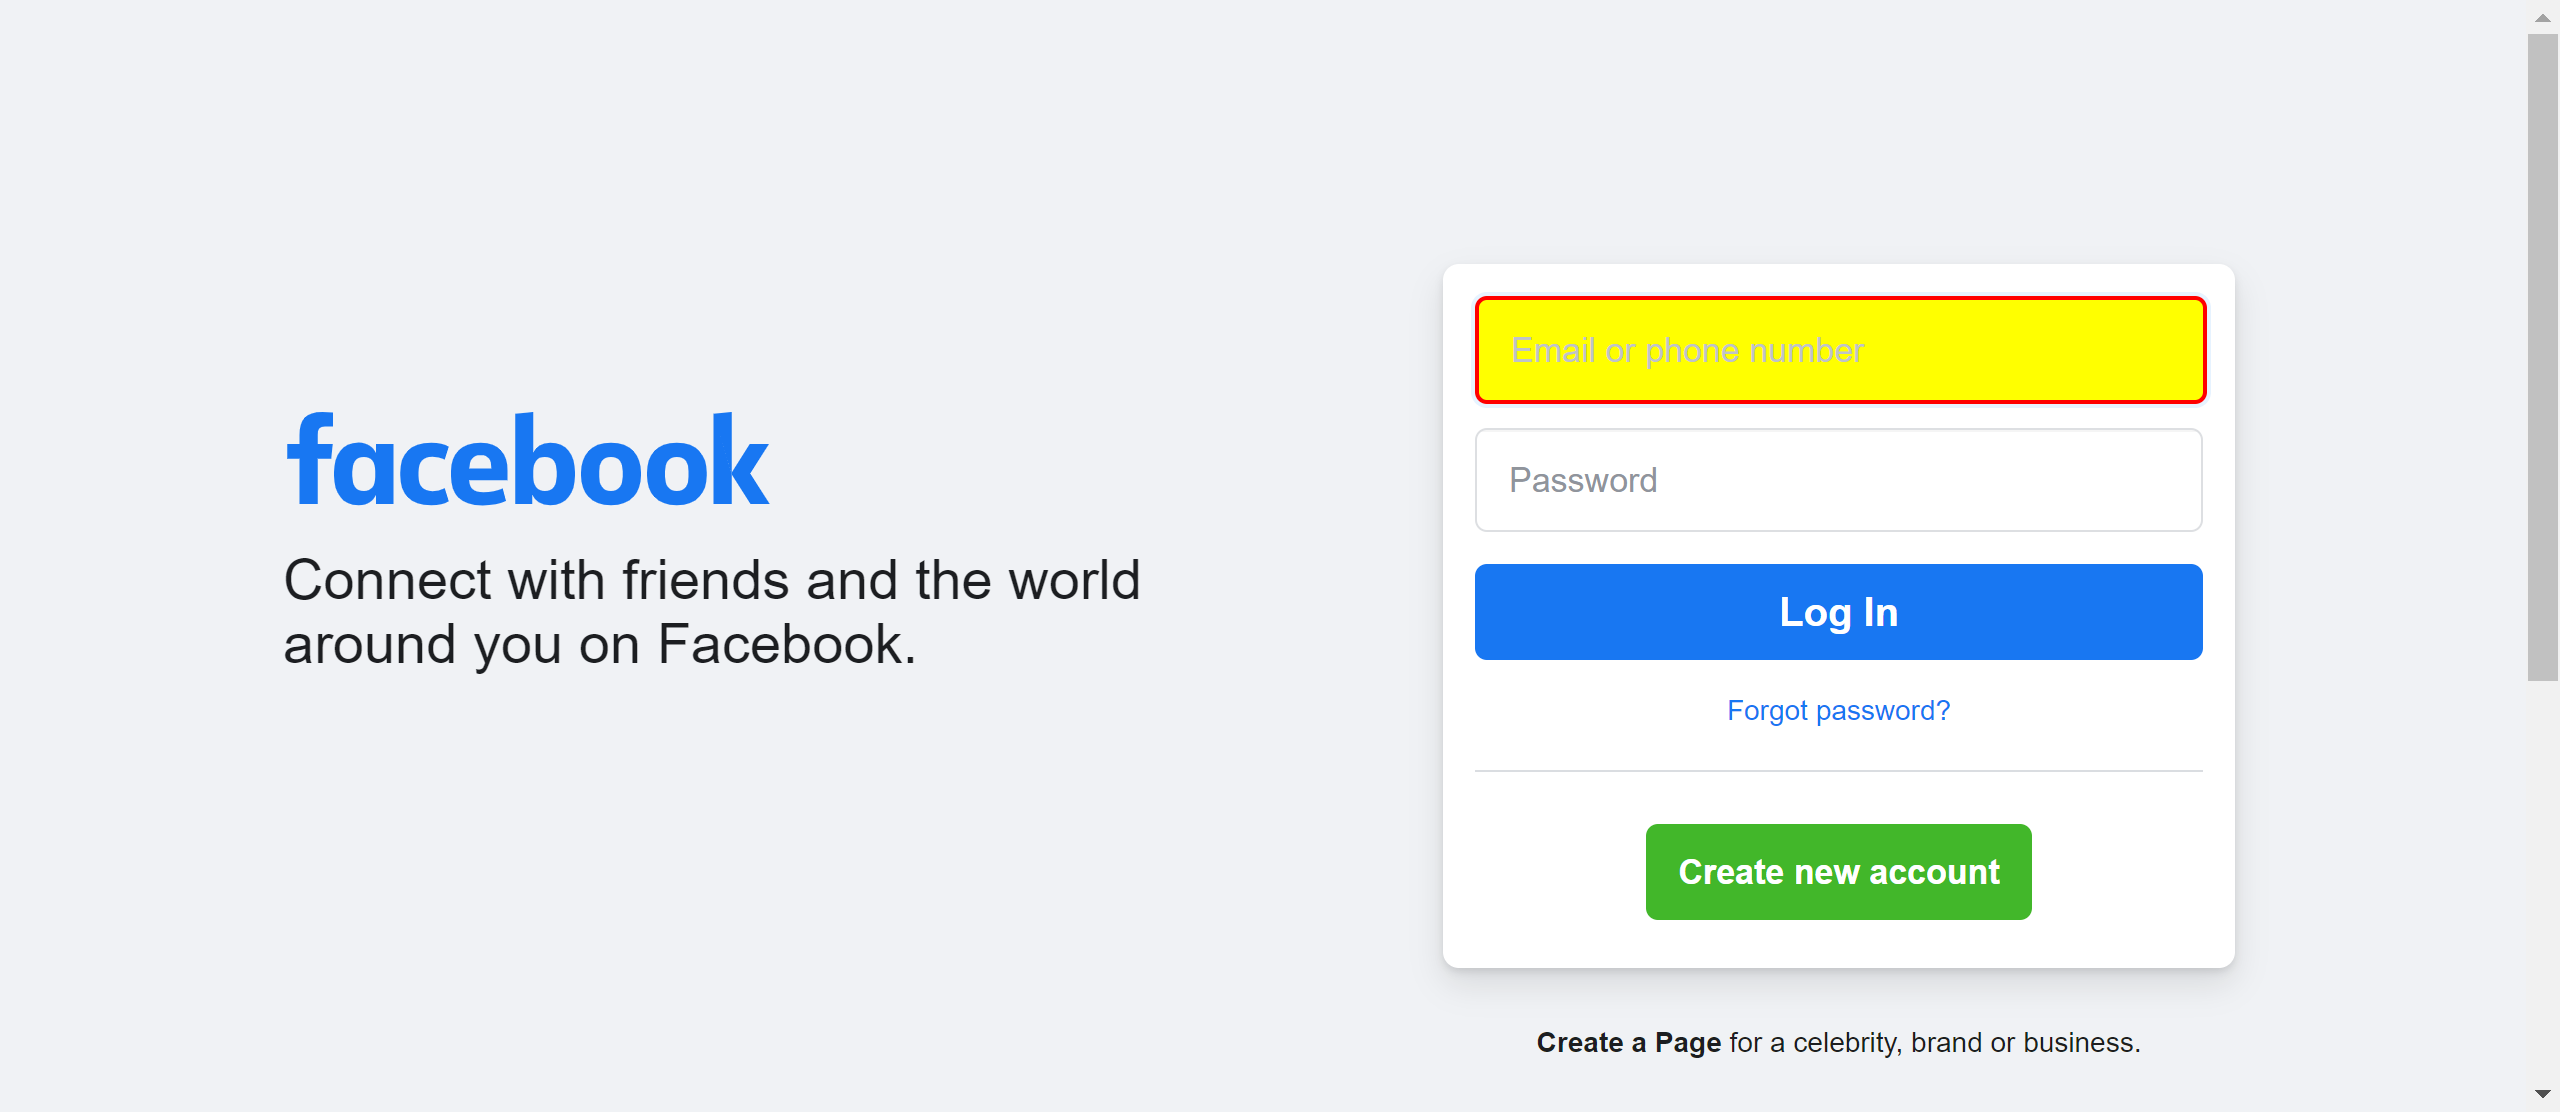 facebook
Connect with friends and the world
around you on Facebook.
Email or phone number
Password
Log In
Forgot password?
Create new account
Create a Page for a celebrity, brand or business.